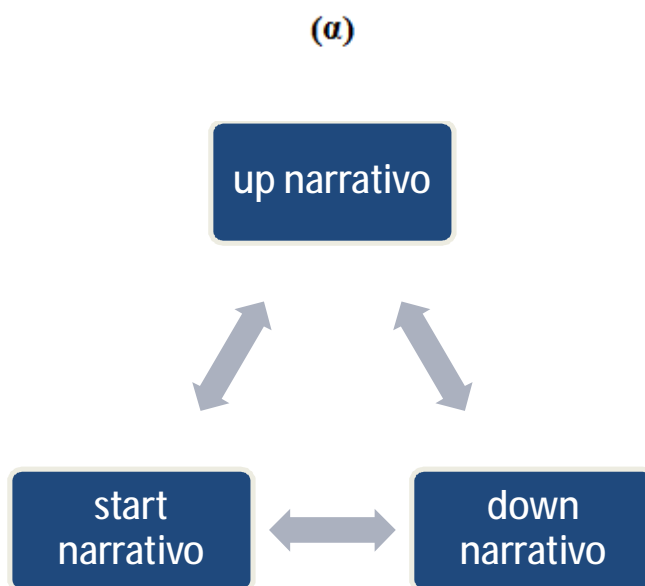 (α)
up narrativo
start
narrativo
down
narrativo